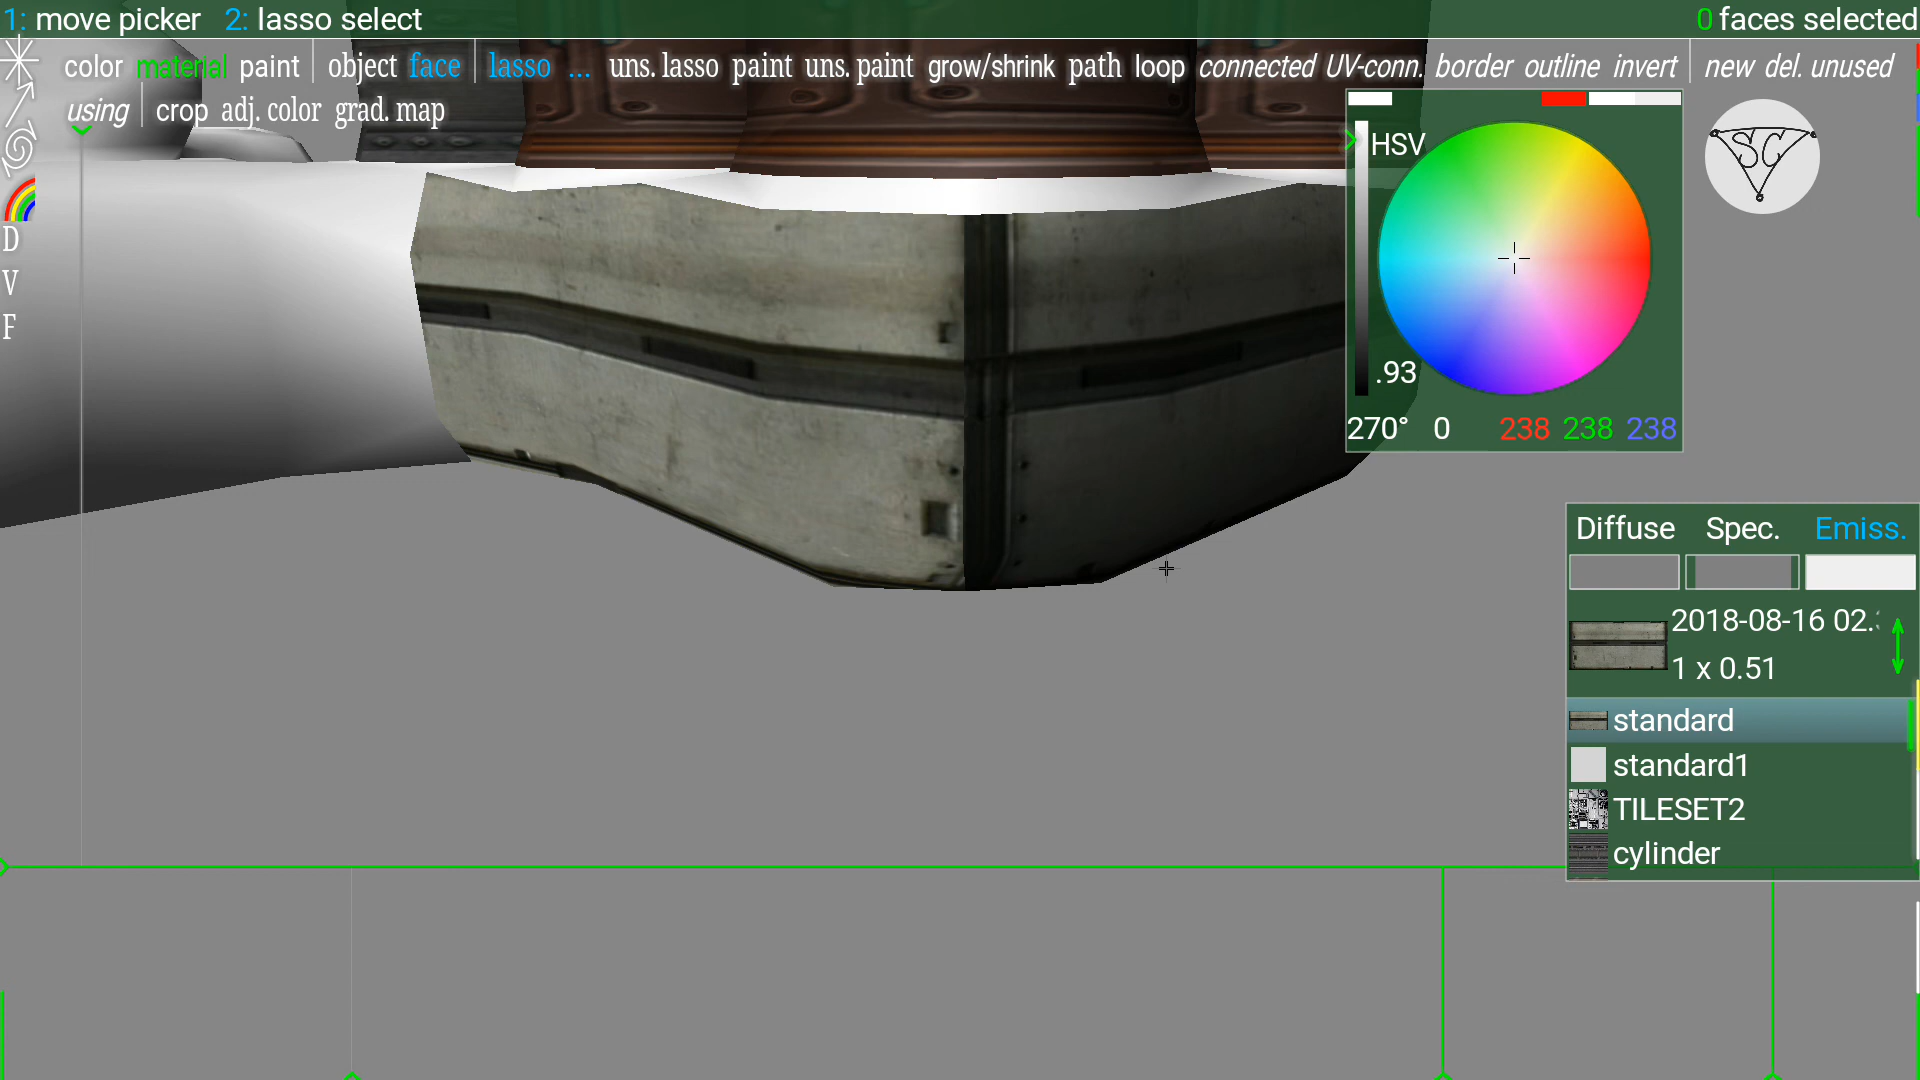 1: move picker 2: lasso select
0 faces selected
color material paint object face lasso ... uns. lasso paint uns. paint grow/shrink path loop connected UV-conn. border outline invert new del. unused
using crop adj. color grad. map
D
V
F
HSV
.93
270° 0 238 238 238
SC
Diffuse Spec. Emiss.
2018-08-16 02.
1 x 0.51
standard
standard1
TILESET2
cylinder